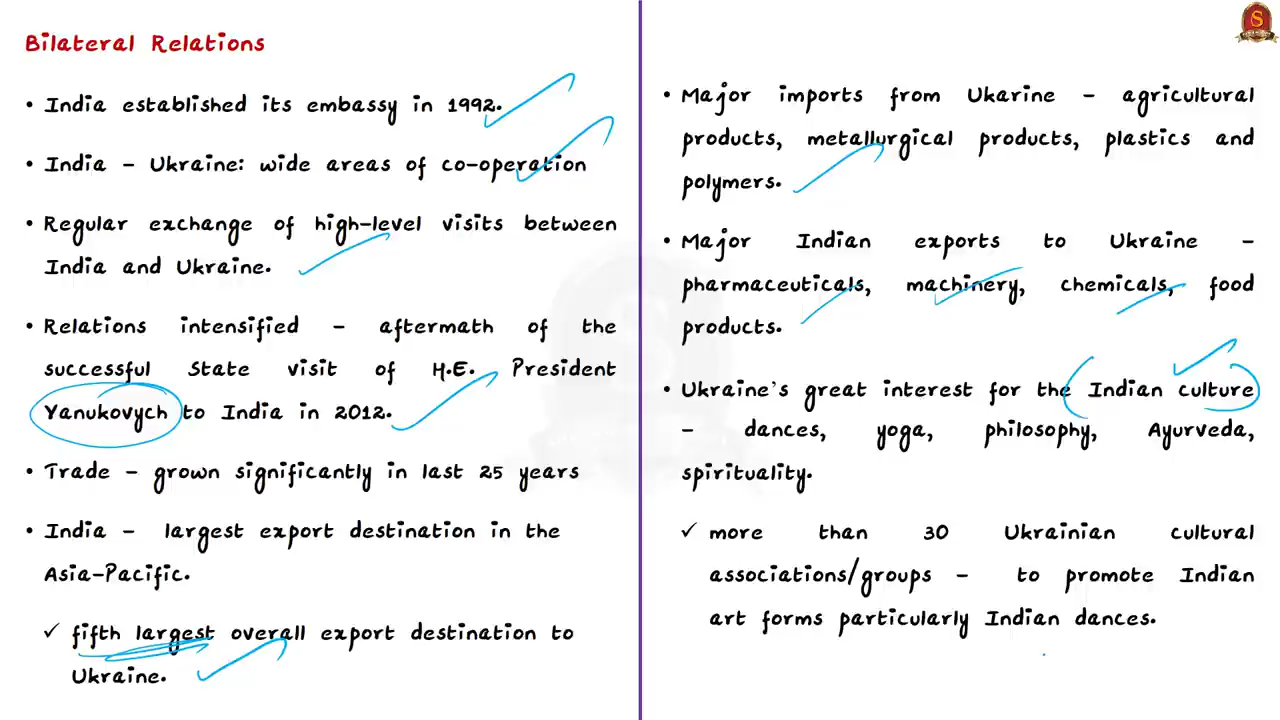 Bilateral Relations
• India established its embassy in 1992.
• India - Ukraine: wide areas of co-operation
• Regular exchange of high-level visits between
India and Ukraine.
• Relations intensified - aftermath of the
successful State visit of H.E. President
Yanukovych to India in 2012.
• Trade - grown significantly in last 25 years
• India - largest export destination in the
Asia-Pacific.
✓ fifth largest overall export destination to
Ukraine.
• Major imports from Ukarine - agricultural
products, metallurgical products, plastics and
polymers.
• Major Indian exports to Ukraine -
pharmaceuticals, machinery, chemicals, food
products.
• Ukraine's great interest for the Indian culture
- dances, yoga, philosophy, Ayurveda,
spirituality.
✓ more than 30 Ukrainian cultural
associations/groups - to promote Indian
art forms particularly Indian dances.